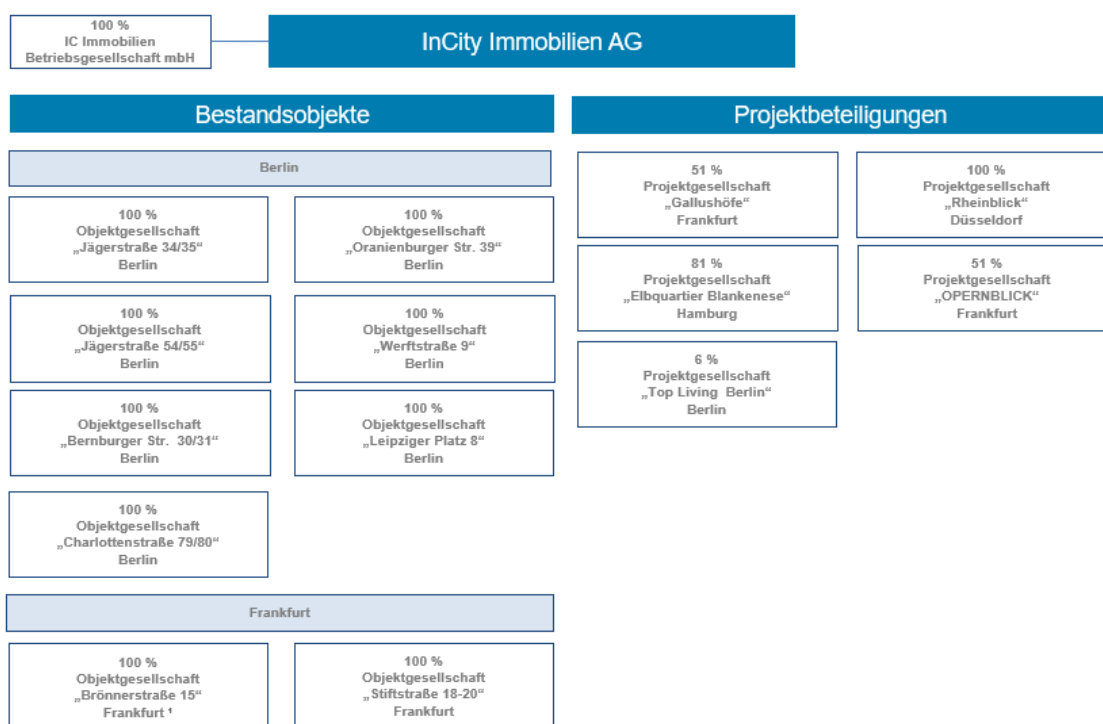 100 %
IC Immobilien
Betriebsgesellschaft mbH
InCity Immobilien AG
Bestandsobjekte
Berlin
100 %
Objektgesellschaft
„Jägerstraße 34/35“
Berlin
100 %
Objektgesellschaft
„Oranienburger Str. 39“
Berlin
100 %
Objektgesellschaft
„Jägerstraße 54/55“
Berlin
100 %
Objektgesellschaft
„Werftstraße 9“
Berlin
100 %
Objektgesellschaft
„Bernburger Str. 30/31“
Berlin
100 %
Objektgesellschaft
„Leipziger Platz 8“
Berlin
100 %
Objektgesellschaft
„Charlottenstraße 79/80“
Berlin
Frankfurt
100 %
Objektgesellschaft
„Brönnerstraße 15“
Frankfurt ¹
100 %
Objektgesellschaft
„Stiftstraße 18-20“
Frankfurt
Projektbeteiligungen
51 %
Projektgesellschaft
„Gallushöfe“
Frankfurt
100 %
Projektgesellschaft
„Rheinblick“
Düsseldorf
81 %
Projektgesellschaft
„Elbquartier Blankenese“
Hamburg
51 %
Projektgesellschaft
„OPERNBLICK“
Frankfurt
6 %
Projektgesellschaft
„Top Living Berlin“
Berlin